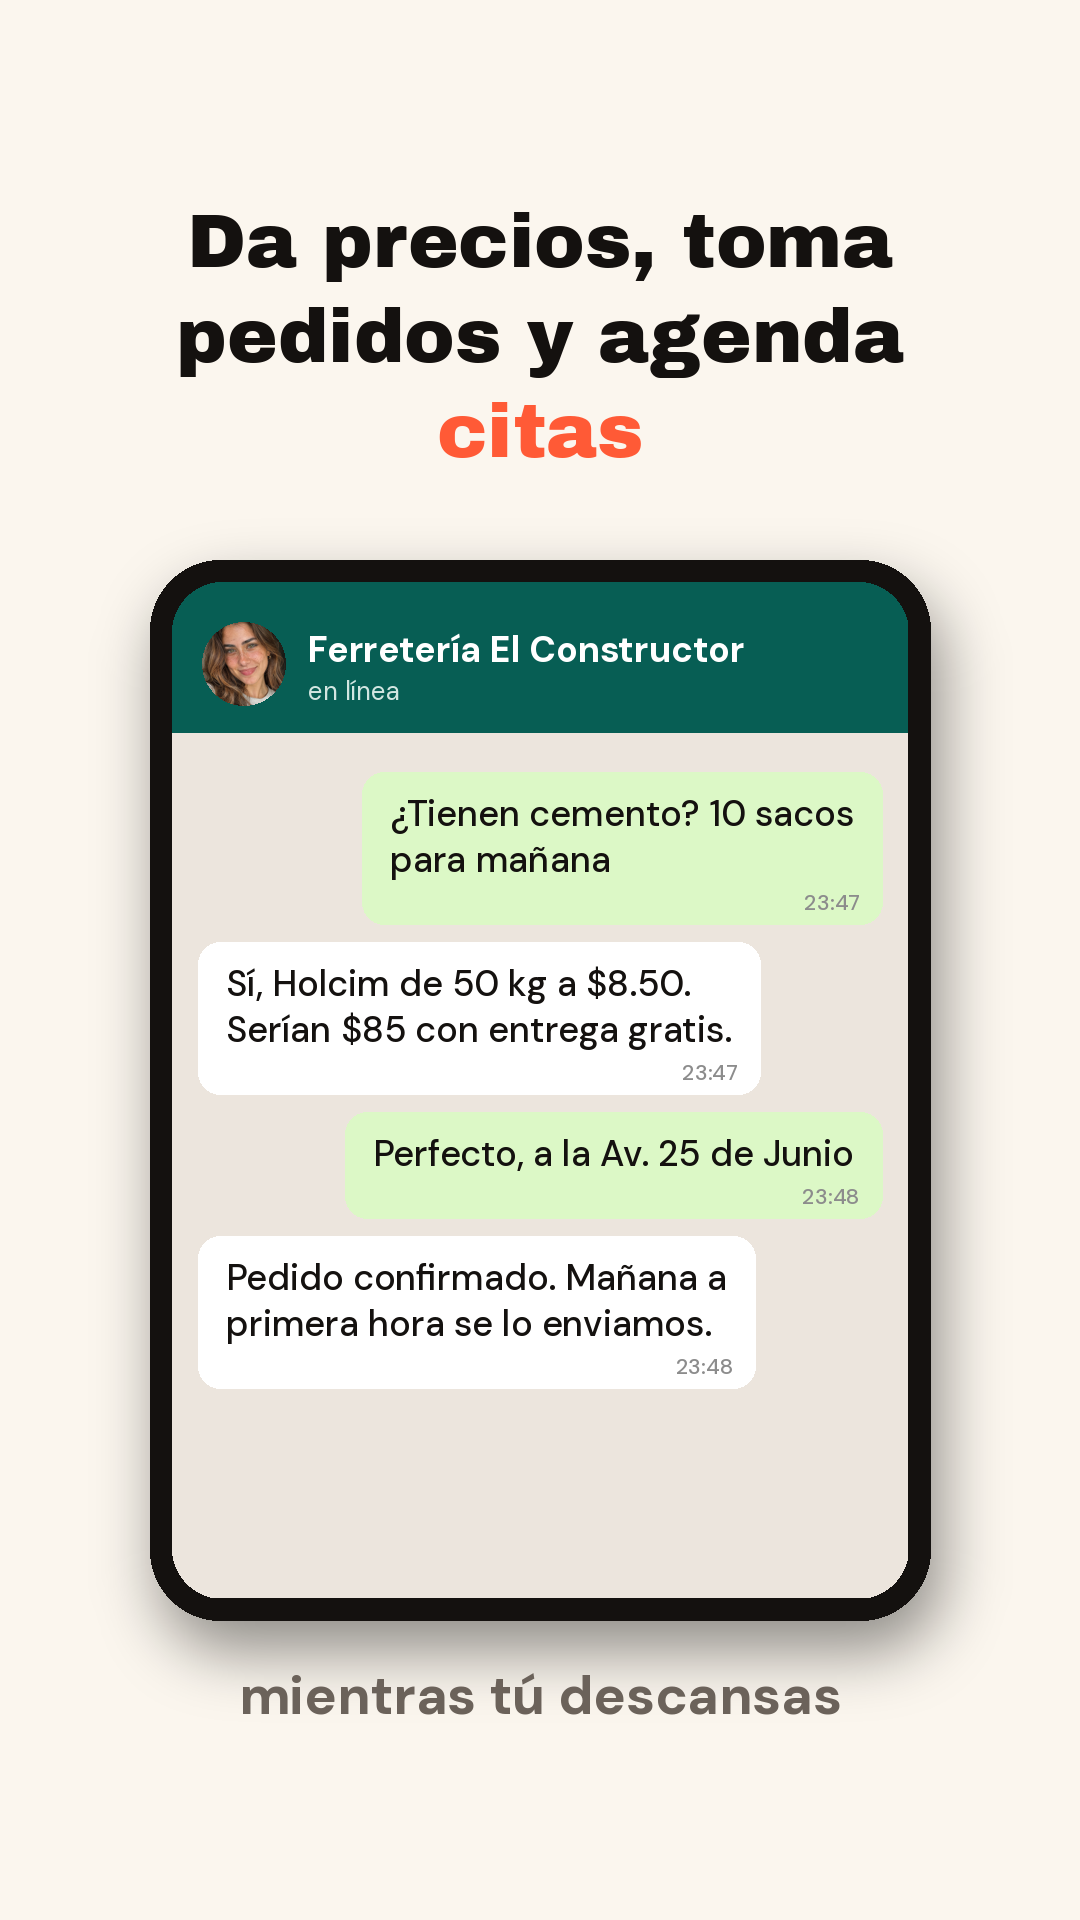 Da precios, toma
pedidos y agenda
citas
Ferretería El Constructor
en línea
¿Tienen cemento? 10 sacos
para mañana
23:47
Sí, Holcim de 50 kg a $8.50.
Serían $85 con entrega gratis.
23:47
Perfecto, a la Av. 25 de Junio
23:48
Pedido confirmado. Mañana a
primera hora se lo enviamos.
23:48
mientras tú descansas